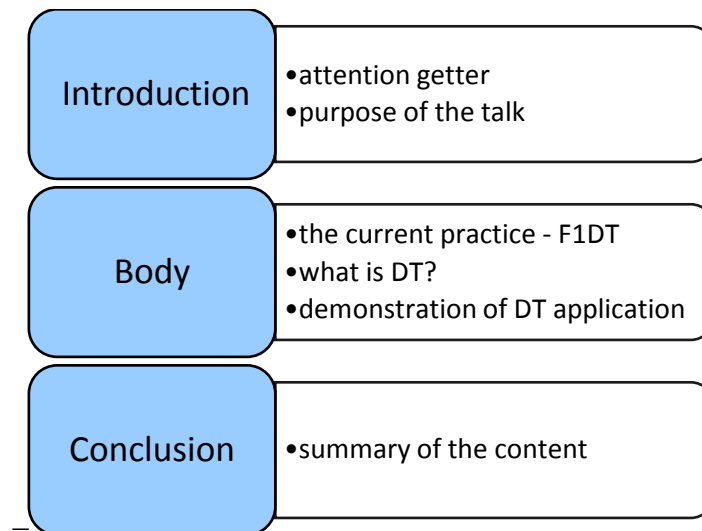 Introduction
•attention getter
•purpose of the talk
Body
•the current practice - F1DT
•what is DT?
•demonstration of DT application
Conclusion
•summary of the content